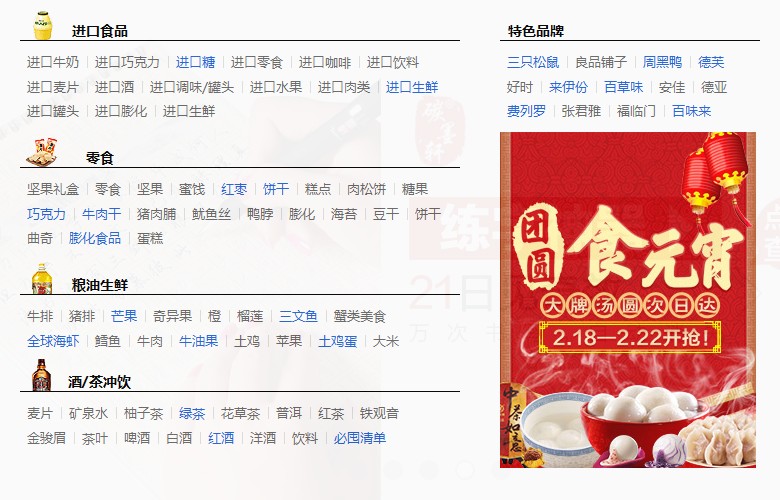 进口食品
进口牛奶 进口巧克力 进口糖 进口零食 进口咖啡 进口饮料
进口麦片 进口酒 进口调味/罐头 进口水果 进口肉类 进口生鲜
进口罐头 进口膨化 进口生鲜
零食
坚果礼盒 零食 坚果 蜜饯 红枣 饼干 糕点 肉松饼 糖果
巧克力 牛肉干 猪肉脯 鱿鱼丝 鸭脖 膨化 海苔 豆干 饼干
曲奇 膨化食品 蛋糕
粮油生鲜
牛排 猪排 芒果 奇异果 橙 榴莲 三文鱼 蟹类美食
全球海虾 鳕鱼 牛肉 牛油果 土鸡 苹果 土鸡蛋 大米
酒/茶冲饮
麦片 矿泉水 柚子茶 绿茶 花草茶 普洱 红茶 铁观音
金骏眉 茶叶 啤酒 白酒 红酒 洋酒 饮料 必囤清单
特色品牌
三只松鼠 良品铺子 周黑鸭 德芙
好时 来伊份 百草味 安佳 德亚
费列罗 张君雅 福临门 百味来
团圆
食元宵
大牌汤圆次日达
2.18—2.22开抢！
21日